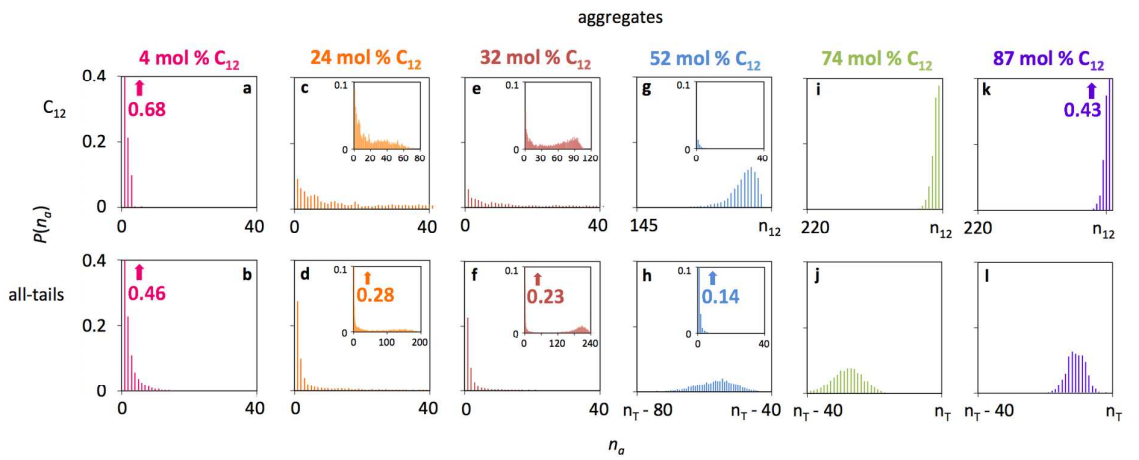 aggregates
4 mol % C12
24 mol % C12
32 mol % C12
52 mol % C12
74 mol % C12
87 mol % C12
C12
all-tails
P(na)
0.4
0.2
0
a
0.68
0
40
c
0.1
0
0 20 40 60 80
0
40
e
0.1
0
0 30 60 90 120
0
40
g
0.1
0
0
40
145
n12
i
220
n12
k
0.43
220
n12
0.4
0.2
0
b
0.46
0
40
d
0.1
0
0.28
0 100 200
0
40
f
0.1
0
0.23
0 120 240
0
40
h
0.1
0
0.14
0
40
nT - 80
nT - 40
j
nT - 40
nT
l
nT - 40
nT
na